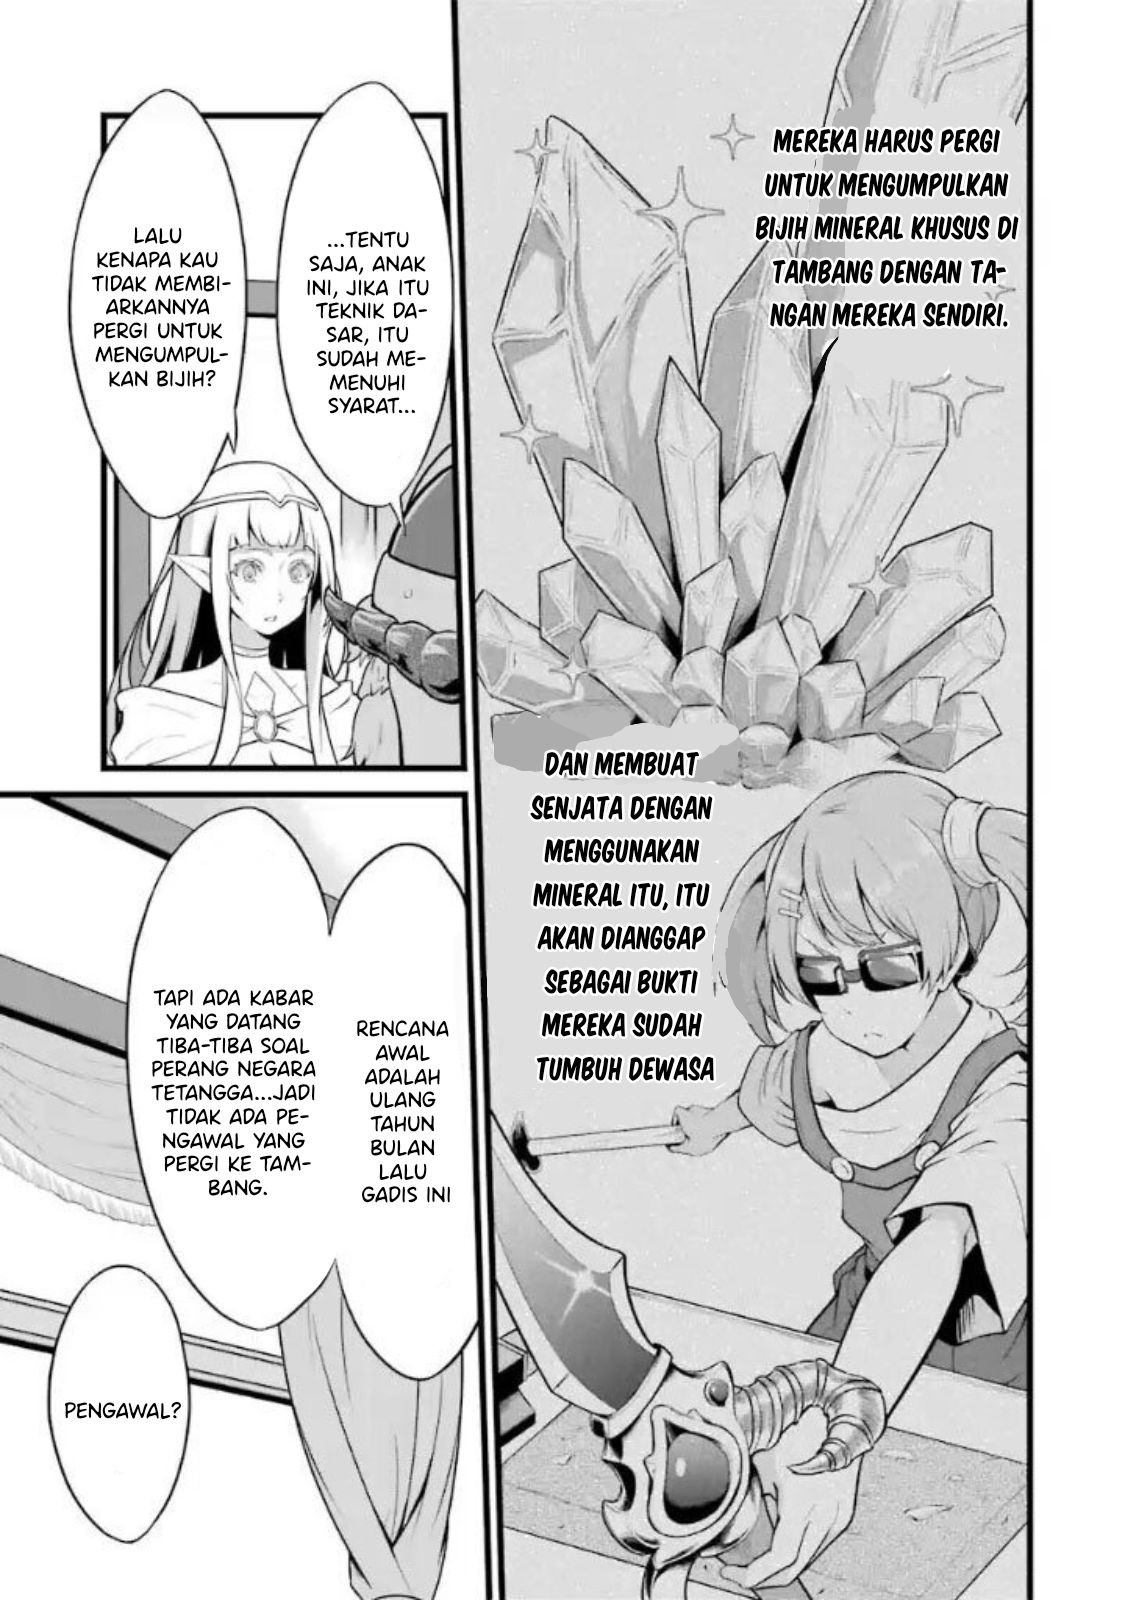 MEREKA HARUS PERGI
UNTUK MENGUMPULKAN
BIJIH MINERAL KHUSUS DI
TAMBANG DENGAN TA-
NGAN MEREKA SENDIRI.
DAN MEMBUAT
SENJATA DENGAN
MENGGUNAKAN
MINERAL ITU, ITU
AKAN DIANGGAP
SEBAGAI BUKTI
MEREKA SUDAH
TUMBUH DEWASA
...TENTU
SAJA, ANAK
INI, JIKA ITU
TEKNIK DA-
SAR, ITU
SUDAH ME-
MENUHI
SYARAT...
LALU
KENAPA KAU
TIDAK MEMBI-
ARKANNYA
PERGI UNTUK
MENGUMPUL-
KAN BIJIH?
RENCANA
AWAL
ADALAH
ULANG
TAHUN
BULAN
LALU
GADIS INI
TAPI ADA KABAR
YANG DATANG
TIBA-TIBA SOAL
PERANG NEGARA
TETANGGA...JADI
TIDAK ADA PE-
NGAWAL YANG
PERGI KE TAM-
BANG.
PENGAWAL?